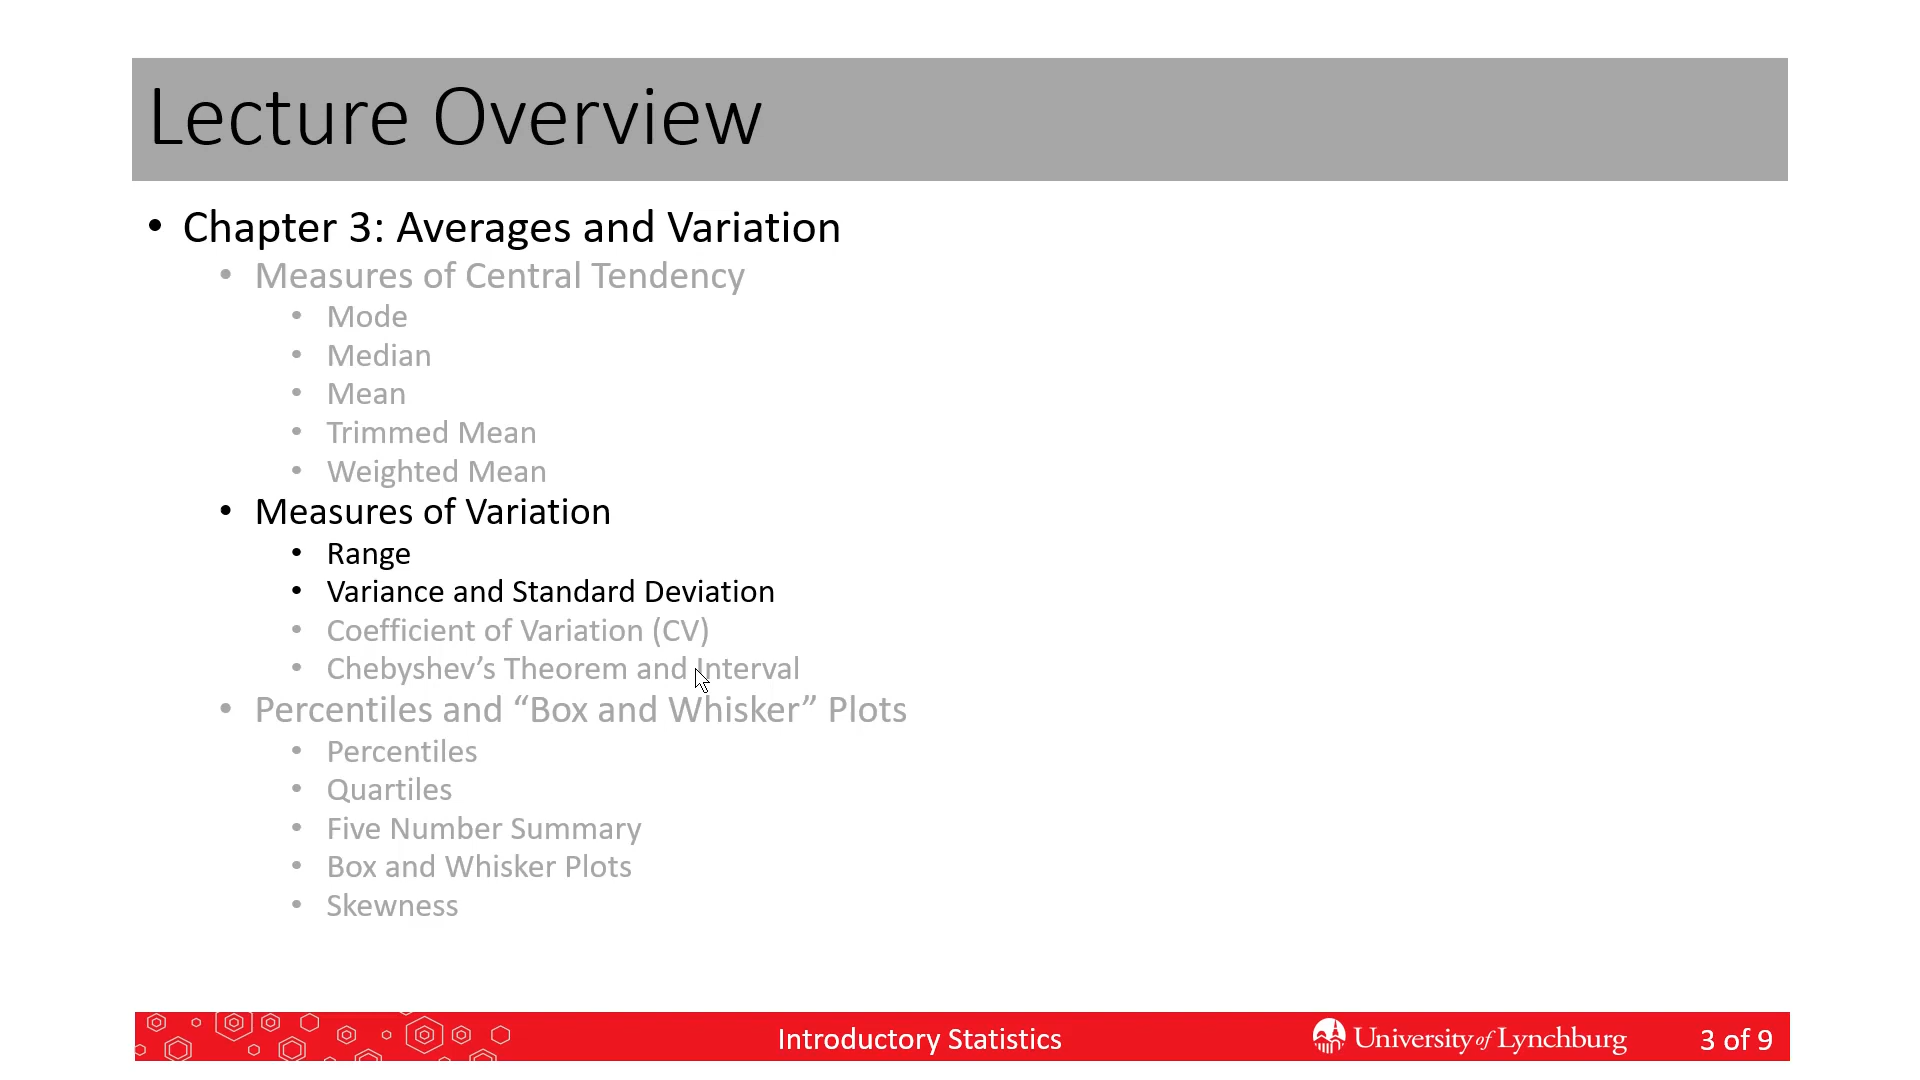 Lecture Overview
• Chapter 3: Averages and Variation
• Measures of Central Tendency
• Mode
• Median
• Mean
• Trimmed Mean
• Weighted Mean
• Measures of Variation
• Range
• Variance and Standard Deviation
• Coefficient of Variation (CV)
• Chebyshev’s Theorem and Interval
• Percentiles and “Box and Whisker” Plots
• Percentiles
• Quartiles
• Five Number Summary
• Box and Whisker Plots
• Skewness
Introductory Statistics
University of Lynchburg
3 of 9